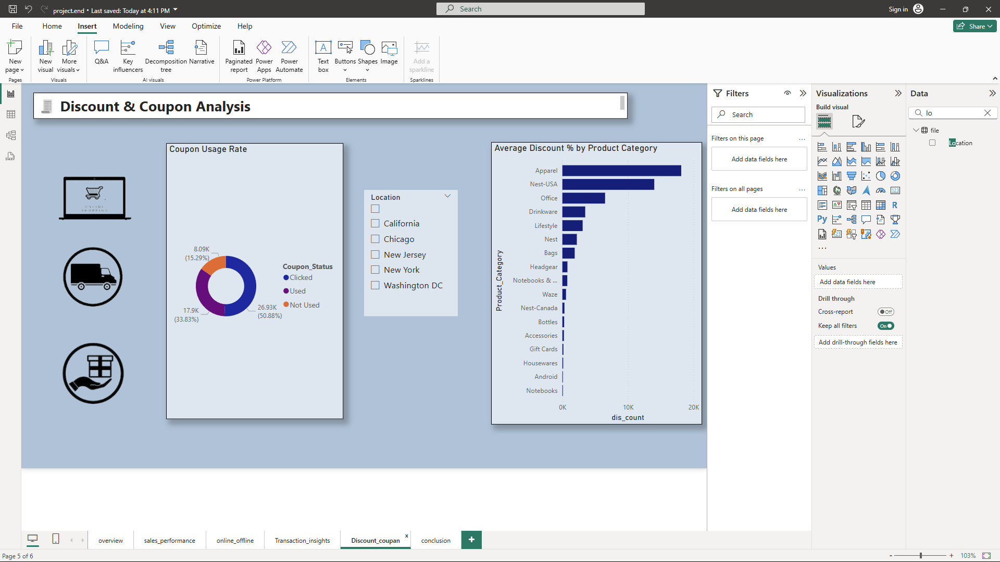 project.end • Last saved: Today at 4:11 PM
Search
Sign in
File
Home
Insert
Modeling
View
Optimize
Help
Share
New page
New visual
More visuals
Q&A
Key influencers
Decomposition tree
Narrative
Paginated report
Power Apps
Power Automate
Text box
Buttons
Shapes
Image
Add a sparkline
Pages
Visuals
AI visuals
Power Platform
Elements
Sparklines
Discount & Coupon Analysis
ONLINE
SHOPPING
Coupon Usage Rate
8.09K
(15.29%)
17.9K
(33.83%)
26.93K
(50.88%)
Coupon_Status
Clicked
Used
Not Used
Location
California
Chicago
New Jersey
New York
Washington DC
Average Discount % by Product Category
Product_Category
Apparel
Nest-USA
Office
Drinkware
Lifestyle
Nest
Bags
Headgear
Notebooks & ...
Waze
Nest-Canada
Bottles
Accessories
Gift Cards
Housewares
Android
Notebooks
0K 10K 20K
dis_count
Filters
Search
Filters on this page
...
Add data fields here
Filters on all pages
...
Add data fields here
Visualizations
Build visual
123
R
Py
123
...
Values
Add data fields here
Drill through
Cross-report
Off
Keep all filters
On
Add drill-through fields here
Data
lo
file
Location
DAX
overview
sales_performance
online_offline
Transaction_insights
Discount_coupan
x
conclusion
+
Page 5 of 6
- + 103%